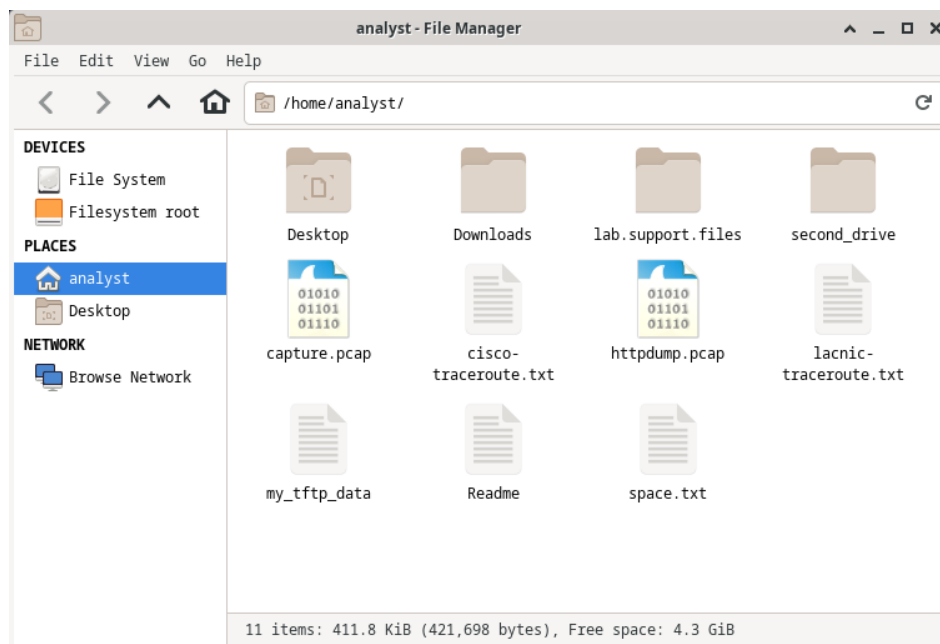 analyst - File Manager
File Edit View Go Help
/home/analyst/
DEVICES
File System
Filesystem root
PLACES
analyst
Desktop
NETWORK
Browse Network
Desktop Downloads lab.support.files second_drive
01010 01010
01101 01101
01110 01110
capture.pcap cisco- httpdump.pcap lacnic-
traceroute.txt traceroute.txt
my_tftp_data Readme space.txt
11 items: 411.8 KiB (421,698 bytes), Free space: 4.3 GiB